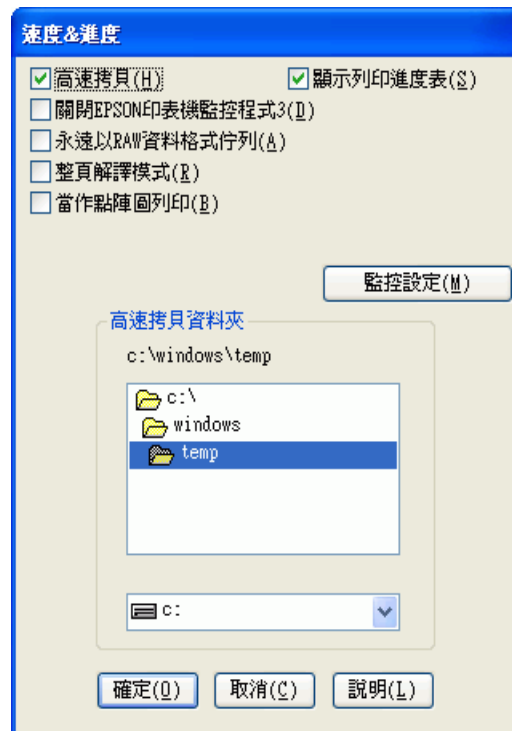 速度&進度
高速拷貝(H) 顯示列印進度表(S)
關閉EPSON印表機監控程式3(D)
永遠以RAW資料格式佇列(A)
整頁解譯模式(R)
當作點陣圖列印(B)
監控設定(M)
高速拷貝資料夾
c:\windows\temp
c:\
windows
temp
c:
確定(O) 取消(C) 說明(L)